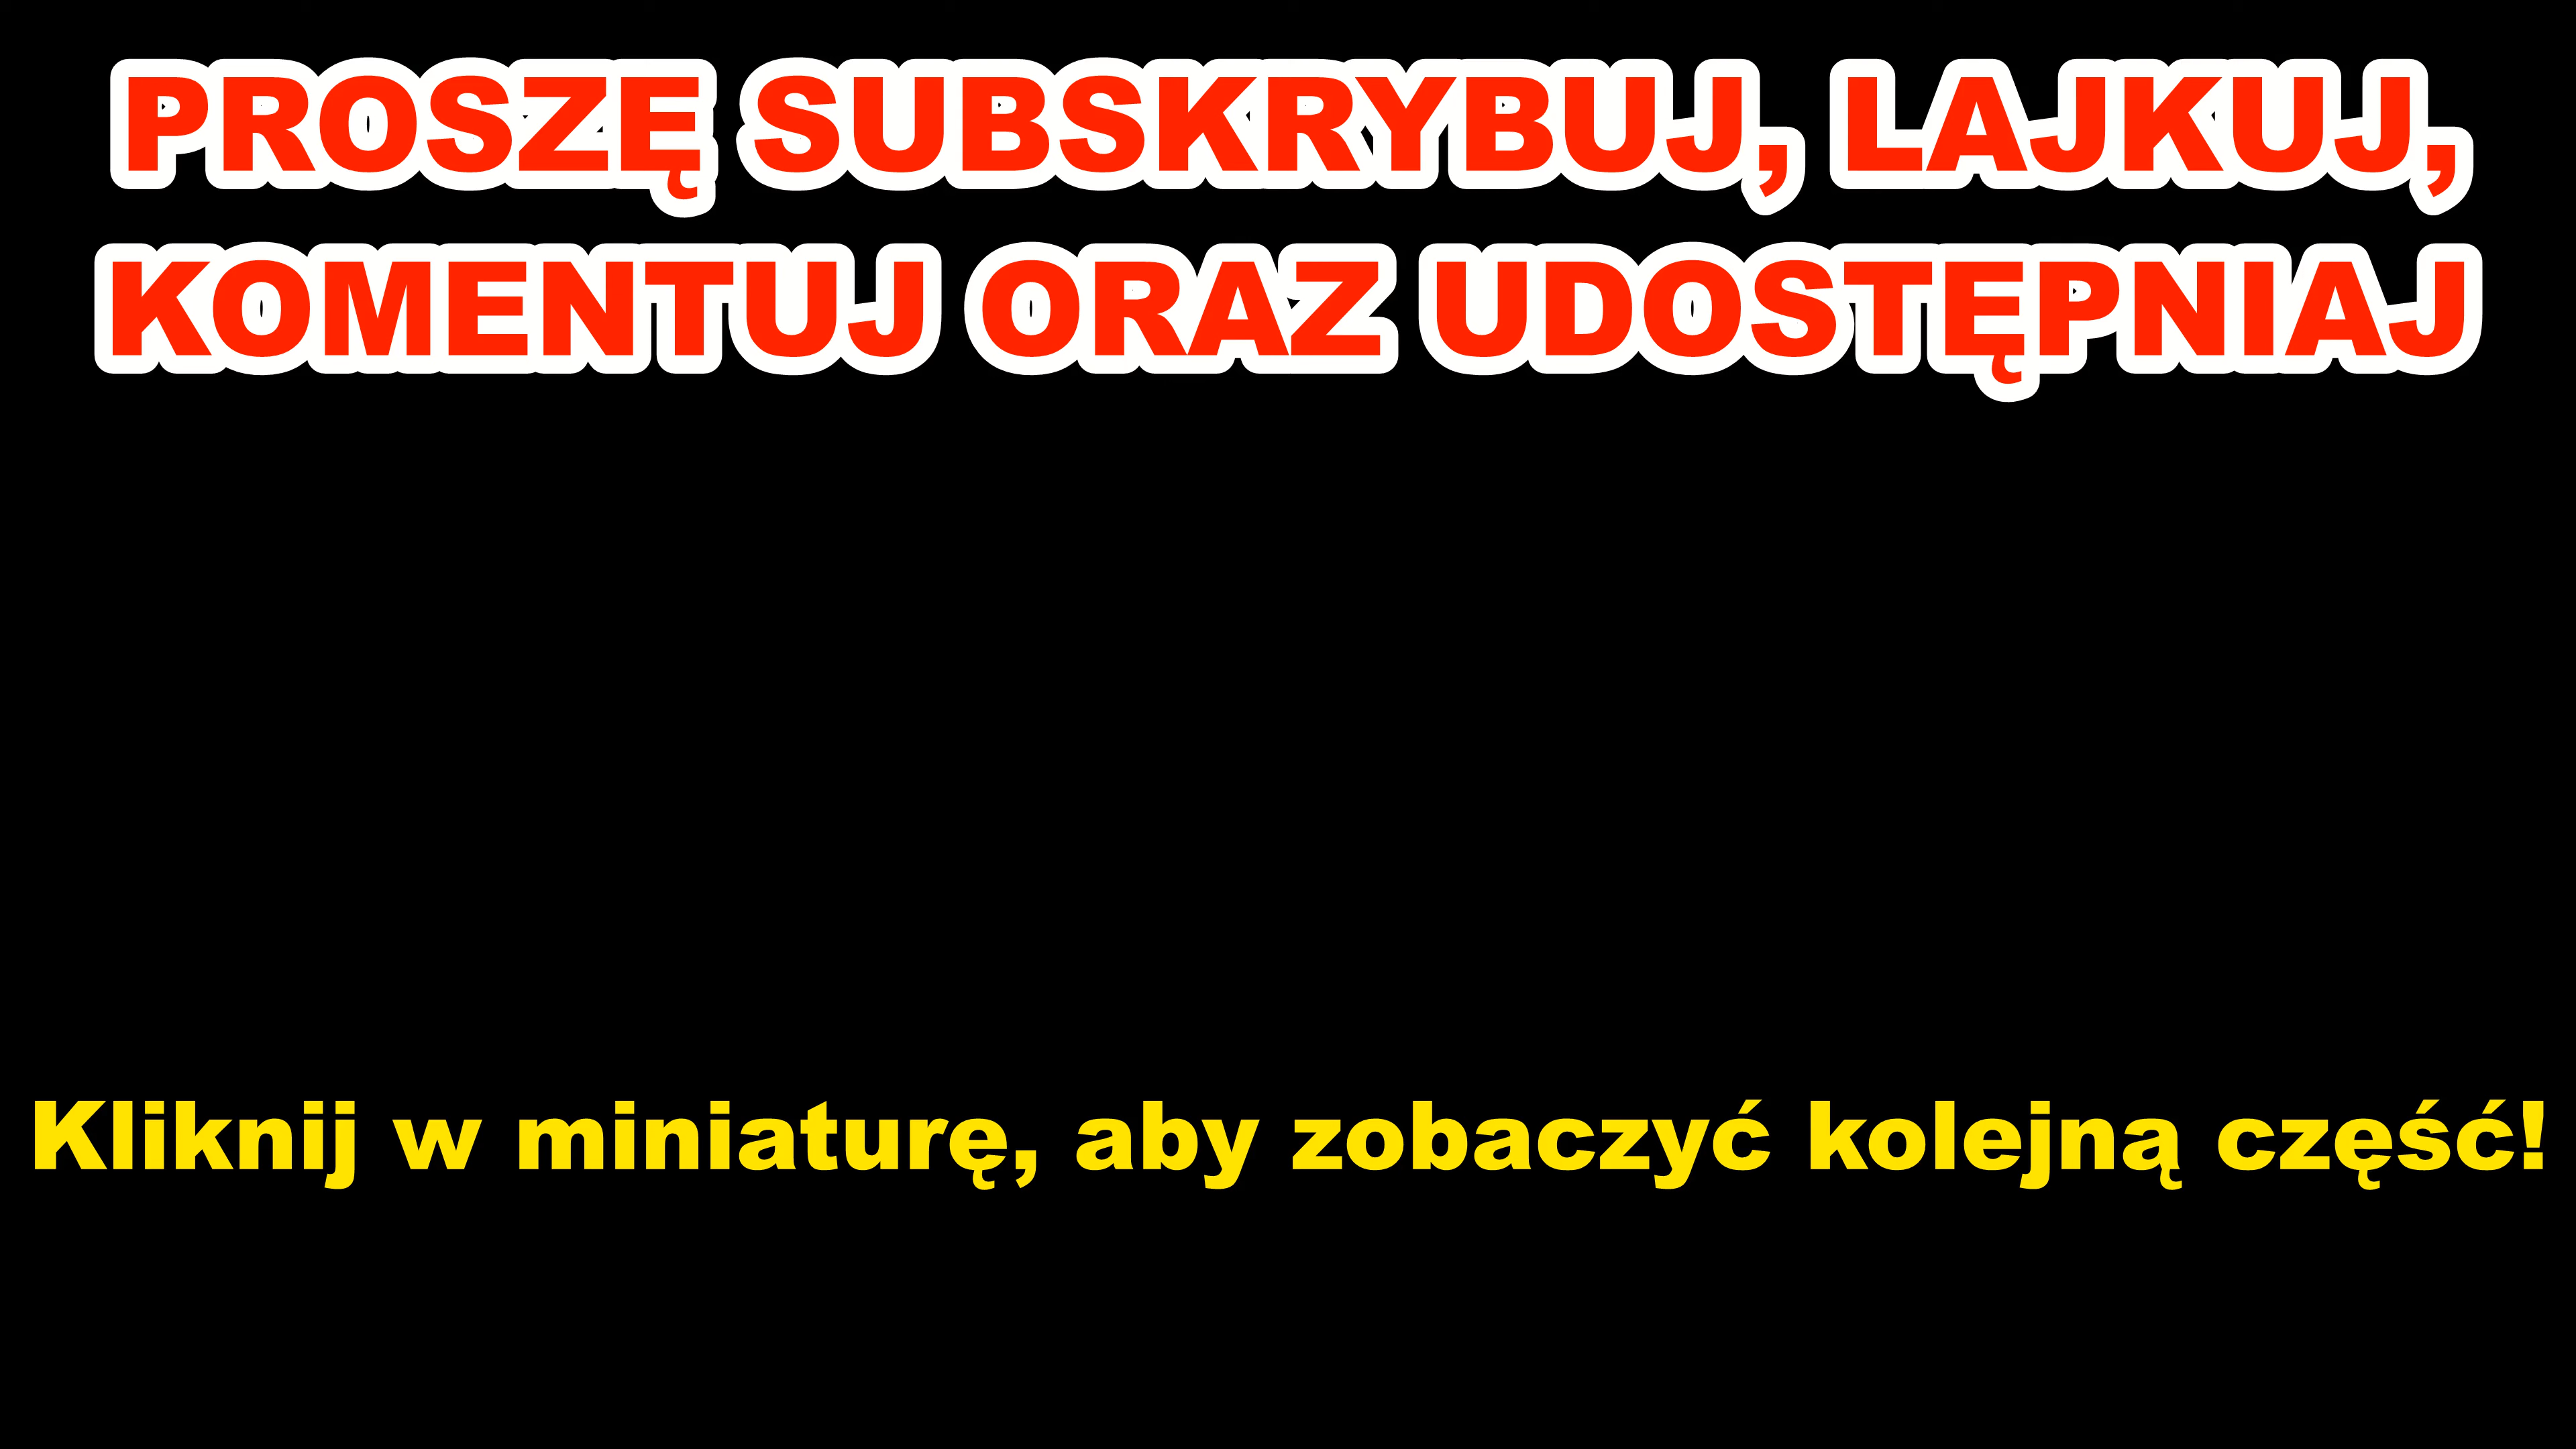 PROSZĘ SUBSKRYBUJ, LAJKUJ,
KOMENTUJ ORAZ UDOSTĘPNIAJ
Kliknij w miniaturę, aby zobaczyć kolejną część!